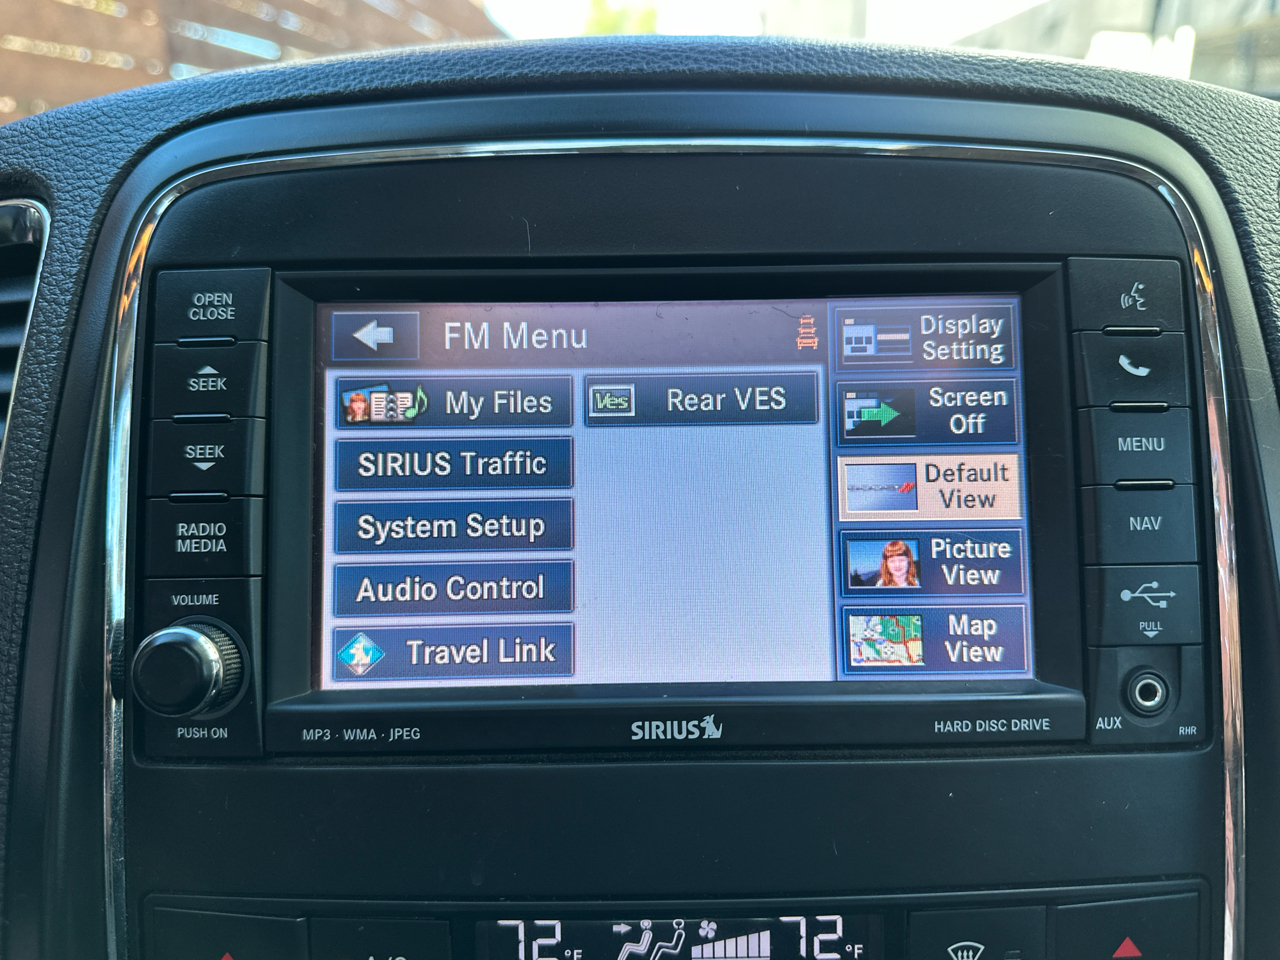 OPEN
CLOSE
SEEK
SEEK
RADIO
MEDIA
VOLUME
PUSH ON
FM Menu
My Files
Ves
Rear VES
SIRIUS Traffic
System Setup
Audio Control
Travel Link
Display
Setting
Screen
Off
Default
View
Picture
View
Map
View
MENU
NAV
PULL
AUX
RHR
MP3 · WMA · JPEG
SIRIUS
HARD DISC DRIVE
72°F
72°F